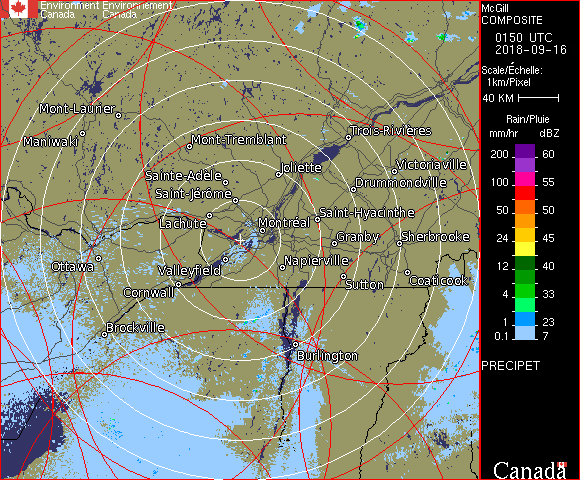 Environment Environnement
Canada Canada
McGill
COMPOSITE
0150 UTC
2018-09-16
Scale/Échelle:
1km/Pixel
40 KM
Rain/Pluie
mm/hr dBZ
200 60
100 55
50 50
24 45
12 40
4 33
1 23
0.1 7
PRECIPET
Canada
Mont-Laurier
Maniwaki
Mont-Tremblant
Trois-Rivières
Joliette
Victoriaville
Sainte-Adèle
Drummondville
Saint-Jérôme
Saint-Hyacinthe
Lachute
Montréal
Granby
Sherbrooke
Ottawa
Valleyfield
Napierville
Sutton
Coaticook
Cornwall
Brockville
Burlington